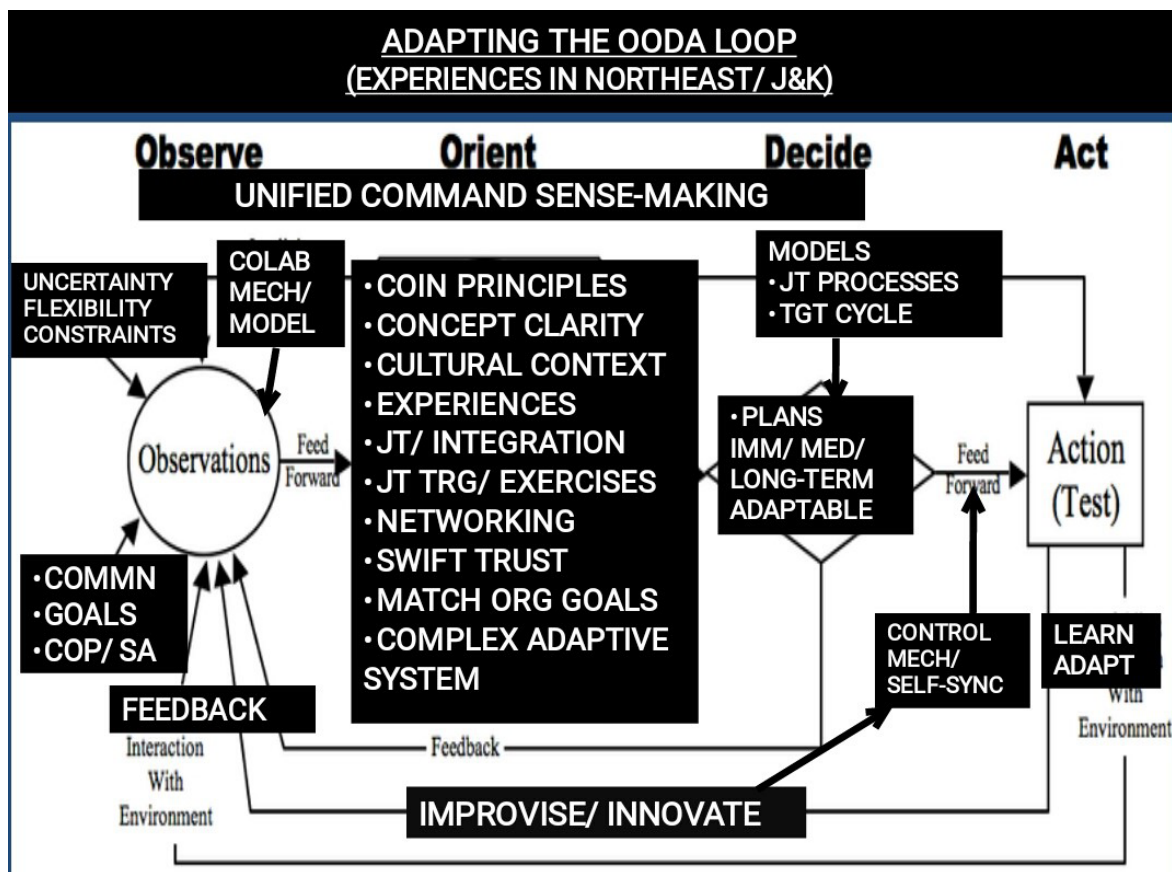 ADAPTING THE OODA LOOP
(EXPERIENCES IN NORTHEAST/ J&K)
Observe
Orient
Decide
Act
UNIFIED COMMAND SENSE-MAKING
UNCERTAINTY
FLEXIBILITY
CONSTRAINTS
COLAB
MECH/
MODEL
•COIN PRINCIPLES
•CONCEPT CLARITY
•CULTURAL CONTEXT
•EXPERIENCES
•JT/ INTEGRATION
•JT TRG/ EXERCISES
•NETWORKING
•SWIFT TRUST
•MATCH ORG GOALS
•COMPLEX ADAPTIVE
SYSTEM
MODELS
•JT PROCESSES
•TGT CYCLE
Observations
Feed
Forward
•PLANS
IMM/ MED/
LONG-TERM
ADAPTABLE
Feed
Forward
Action
(Test)
•COMMN
•GOALS
•COP/ SA
CONTROL
MECH/
SELF-SYNC
LEARN
ADAPT
FEEDBACK
Interaction
With
Environment
Feedback
With
Environment
IMPROVISE/ INNOVATE